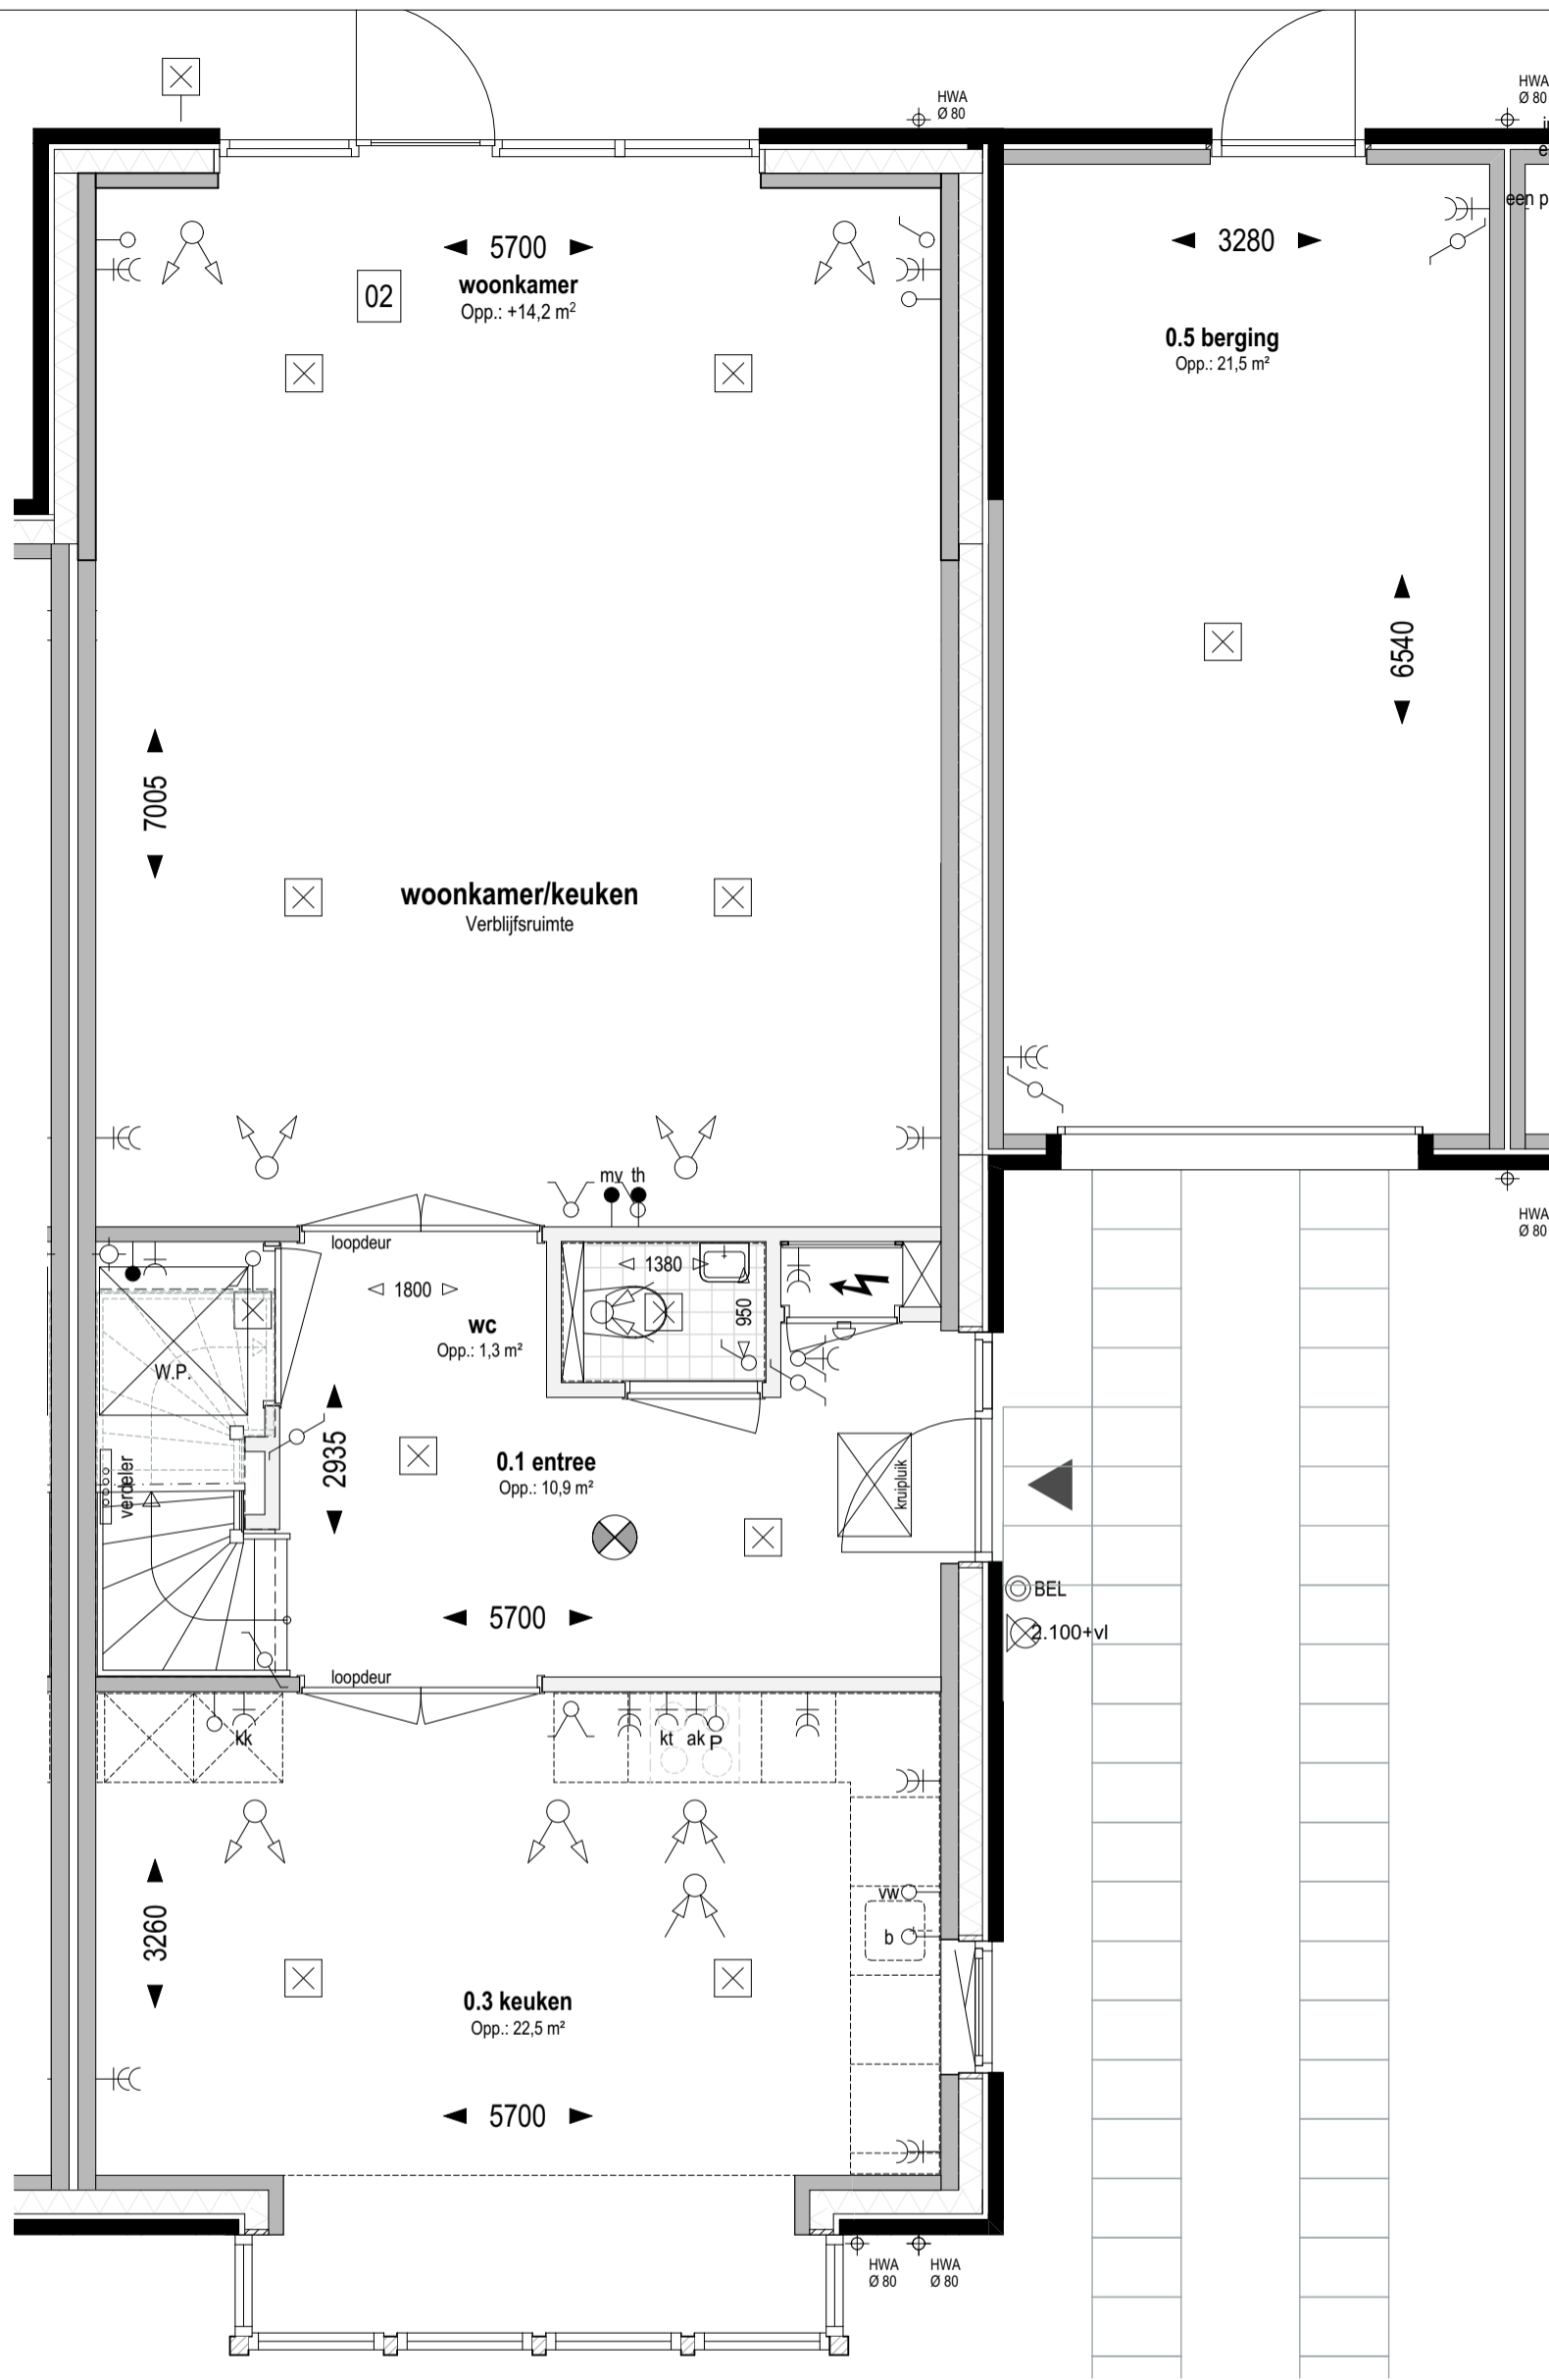 HWA
Ø 80
HWA
Ø 80
een p
5700
woonkamer
Opp.: +14,2 m²
02
3280
0.5 berging
Opp.: 21,5 m²
6540
7005
woonkamer/keuken
Verblijfsruimte
mv th
HWA
Ø 80
loopdeur
1800
1380
950
wc
Opp.: 1,3 m²
W.P.
verdeler
2935
0.1 entree
Opp.: 10,9 m²
kruipluik
5700
BEL
2.100+vl
loopdeur
kk
kt ak P
vw
b
3260
0.3 keuken
Opp.: 22,5 m²
5700
HWA
Ø 80
HWA
Ø 80